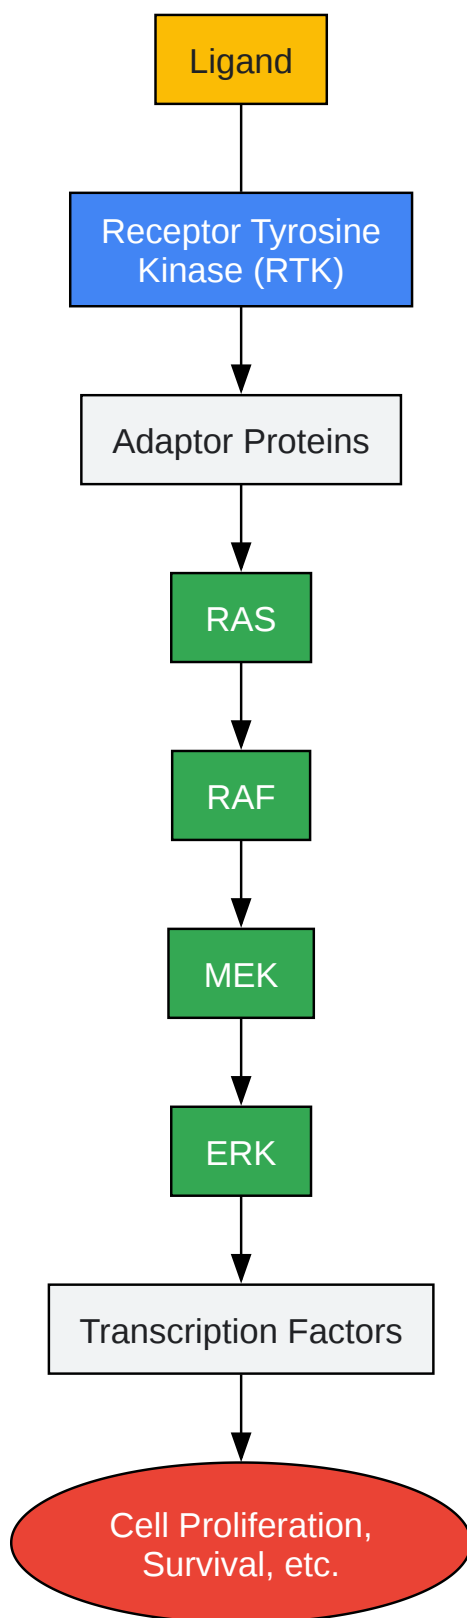 Ligand
Receptor Tyrosine
Kinase (RTK)
Adaptor Proteins
RAS
RAF
MEK
ERK
Transcription Factors
Cell Proliferation,
Survival, etc.